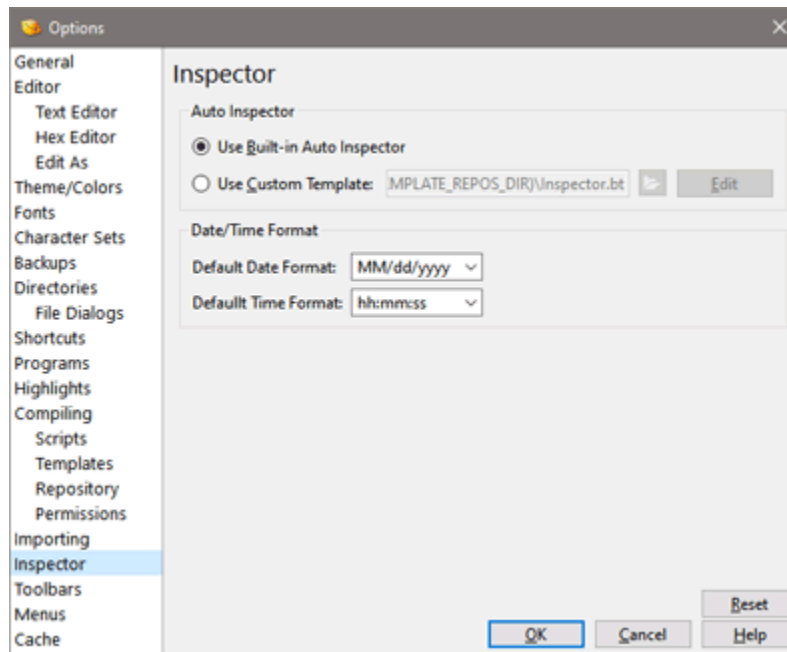 Options
General
Editor
Text Editor
Hex Editor
Edit As
Theme/Colors
Fonts
Character Sets
Backups
Directories
File Dialogs
Shortcuts
Programs
Highlights
Compiling
Scripts
Templates
Repository
Permissions
Importing
Inspector
Toolbars
Menus
Cache
Inspector
Auto Inspector
Use Built-in Auto Inspector
Use Custom Template: MPLATE_REPOS_DIR)\Inspector.bt Edit
Date/Time Format
Default Date Format: MM/dd/yyyy
Defaullt Time Format: hh:mm:ss
Reset
OK Cancel Help